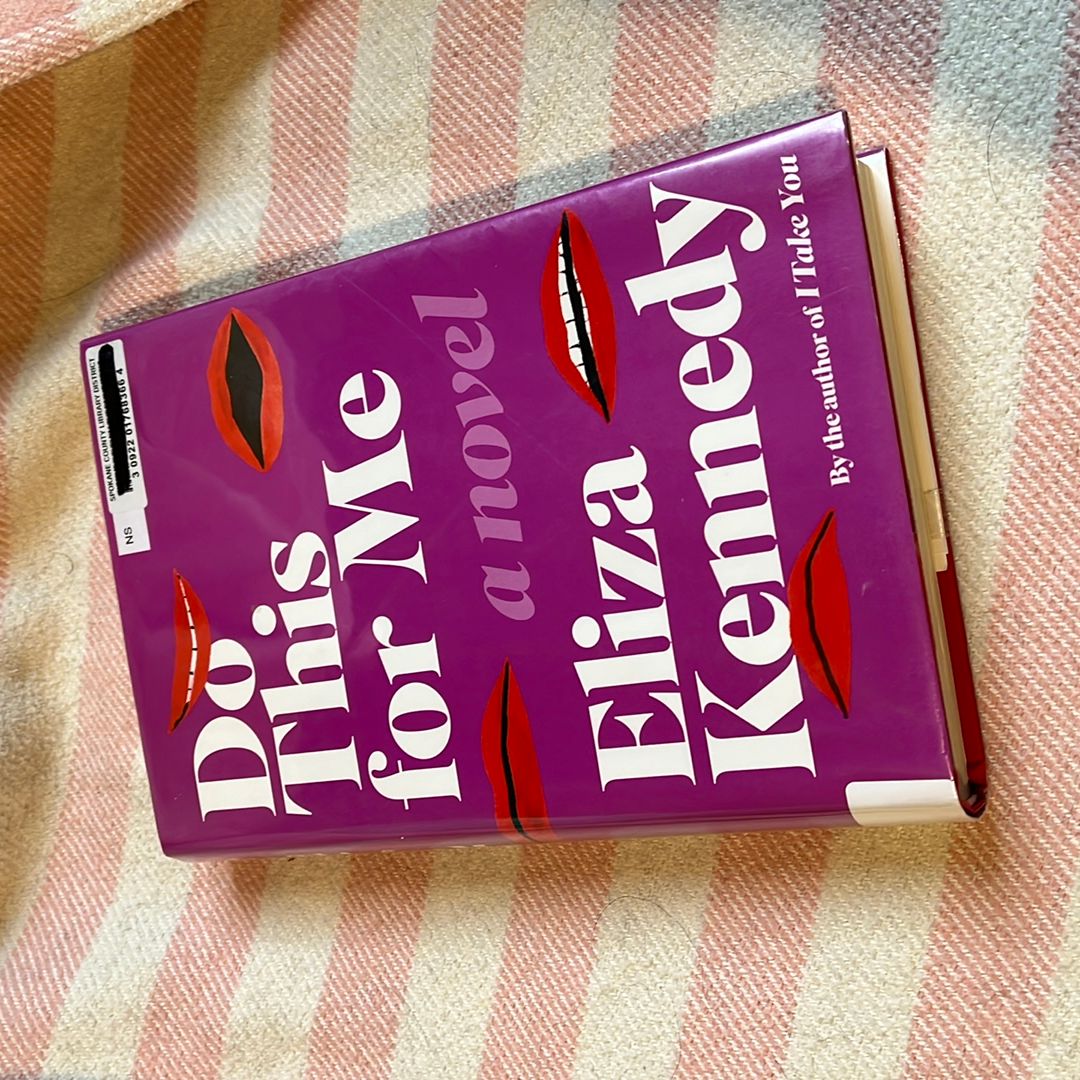 Do
This
for Me
a novel
Eliza
Kennedy
By the author of I Take You
SPOKANE COUNTY LIBRARY DISTRICT
NS